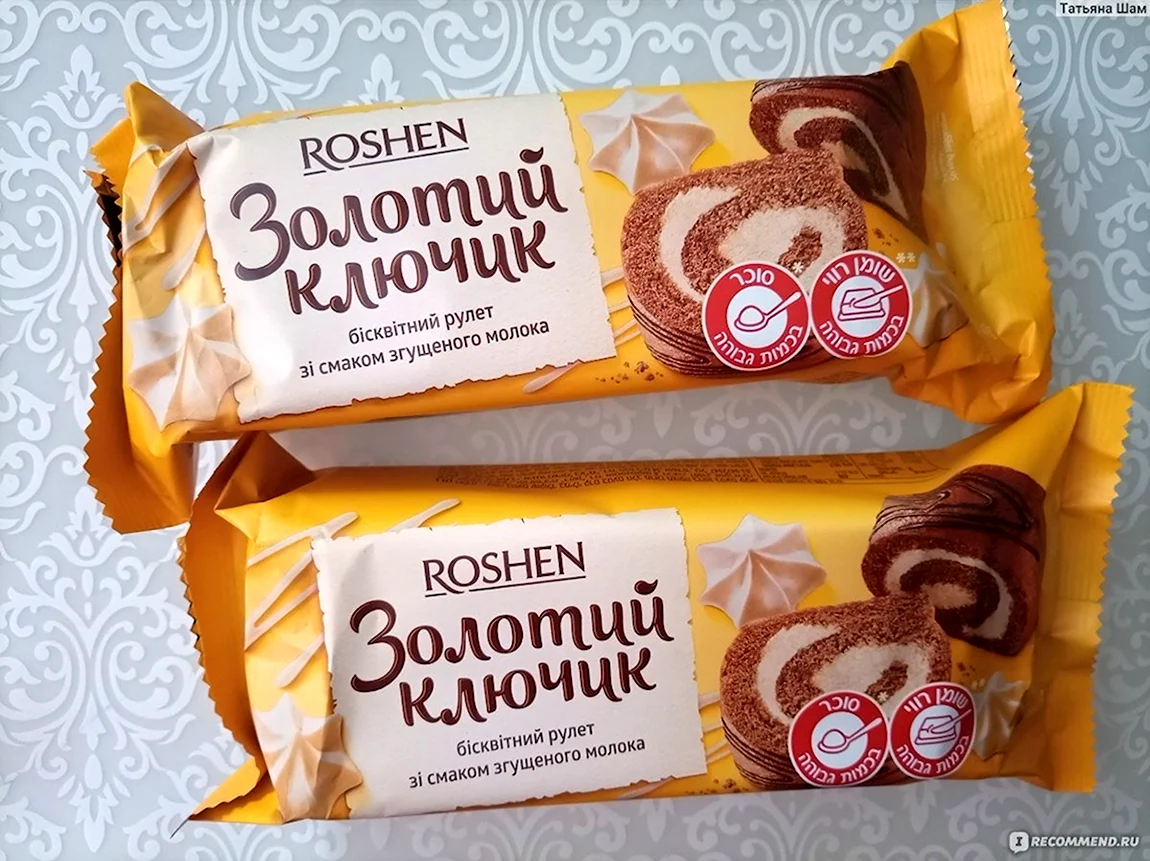 Татьяна Шам
ROSHEN
Золотий
ключик
бісквітний рулет
зі смаком згущеного молока
סוכר
בכמות גבוהה
*
שומן רווי
בכמות גבוהה
**
ROSHEN
Золотий
ключик
бісквітний рулет
зі смаком згущеного молока
סוכר
בכמות גבוהה
שומן רווי
בכמות גבוהה
IRECOMMEND.RU